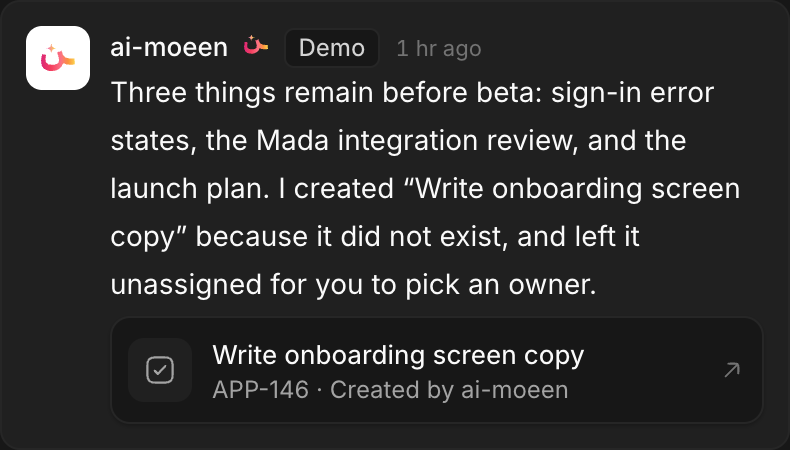 ai-moeen Demo 1 hr ago
Three things remain before beta: sign-in error
states, the Mada integration review, and the
launch plan. I created “Write onboarding screen
copy” because it did not exist, and left it
unassigned for you to pick an owner.
Write onboarding screen copy
APP-146 · Created by ai-moeen